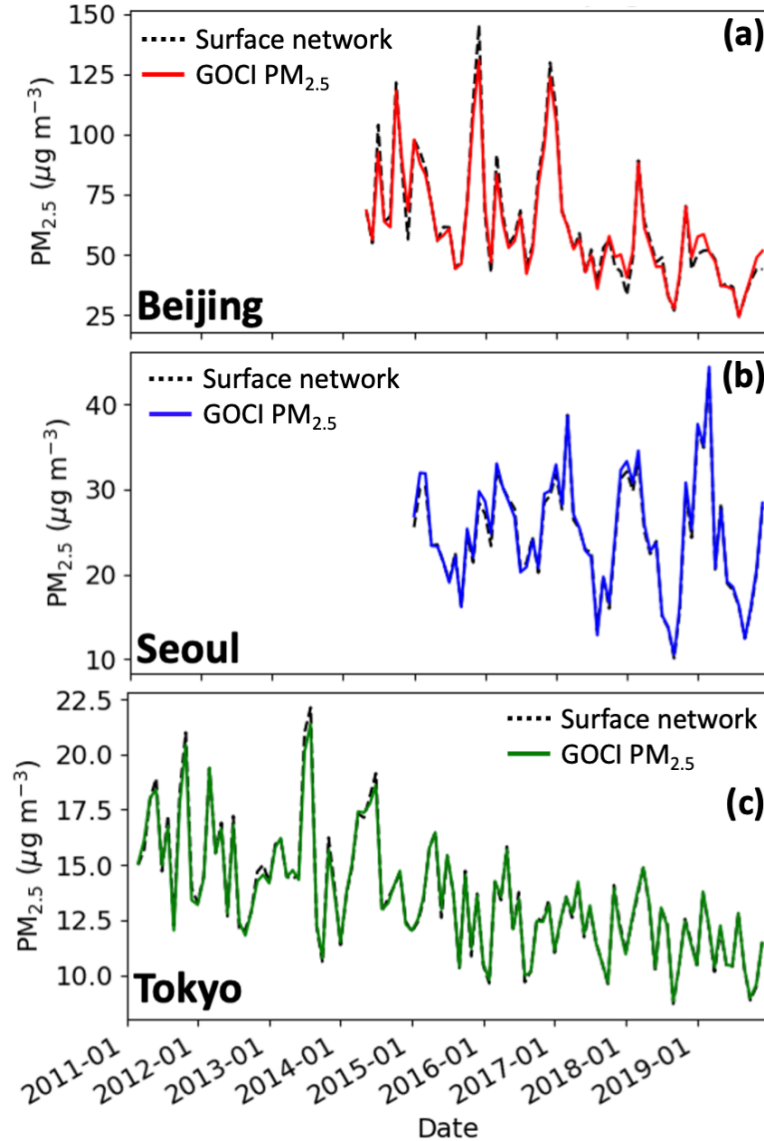 (a)
Surface network
GOCI PM2.5
150
125
100
75
50
25
PM2.5 (μg m−3)
Beijing
(b)
Surface network
GOCI PM2.5
40
30
20
10
PM2.5 (μg m−3)
Seoul
Surface network
GOCI PM2.5
(c)
22.5
20.0
17.5
15.0
12.5
10.0
PM2.5 (μg m−3)
Tokyo
2011-01
2012-01
2013-01
2014-01
2015-01
2016-01
2017-01
2018-01
2019-01
Date